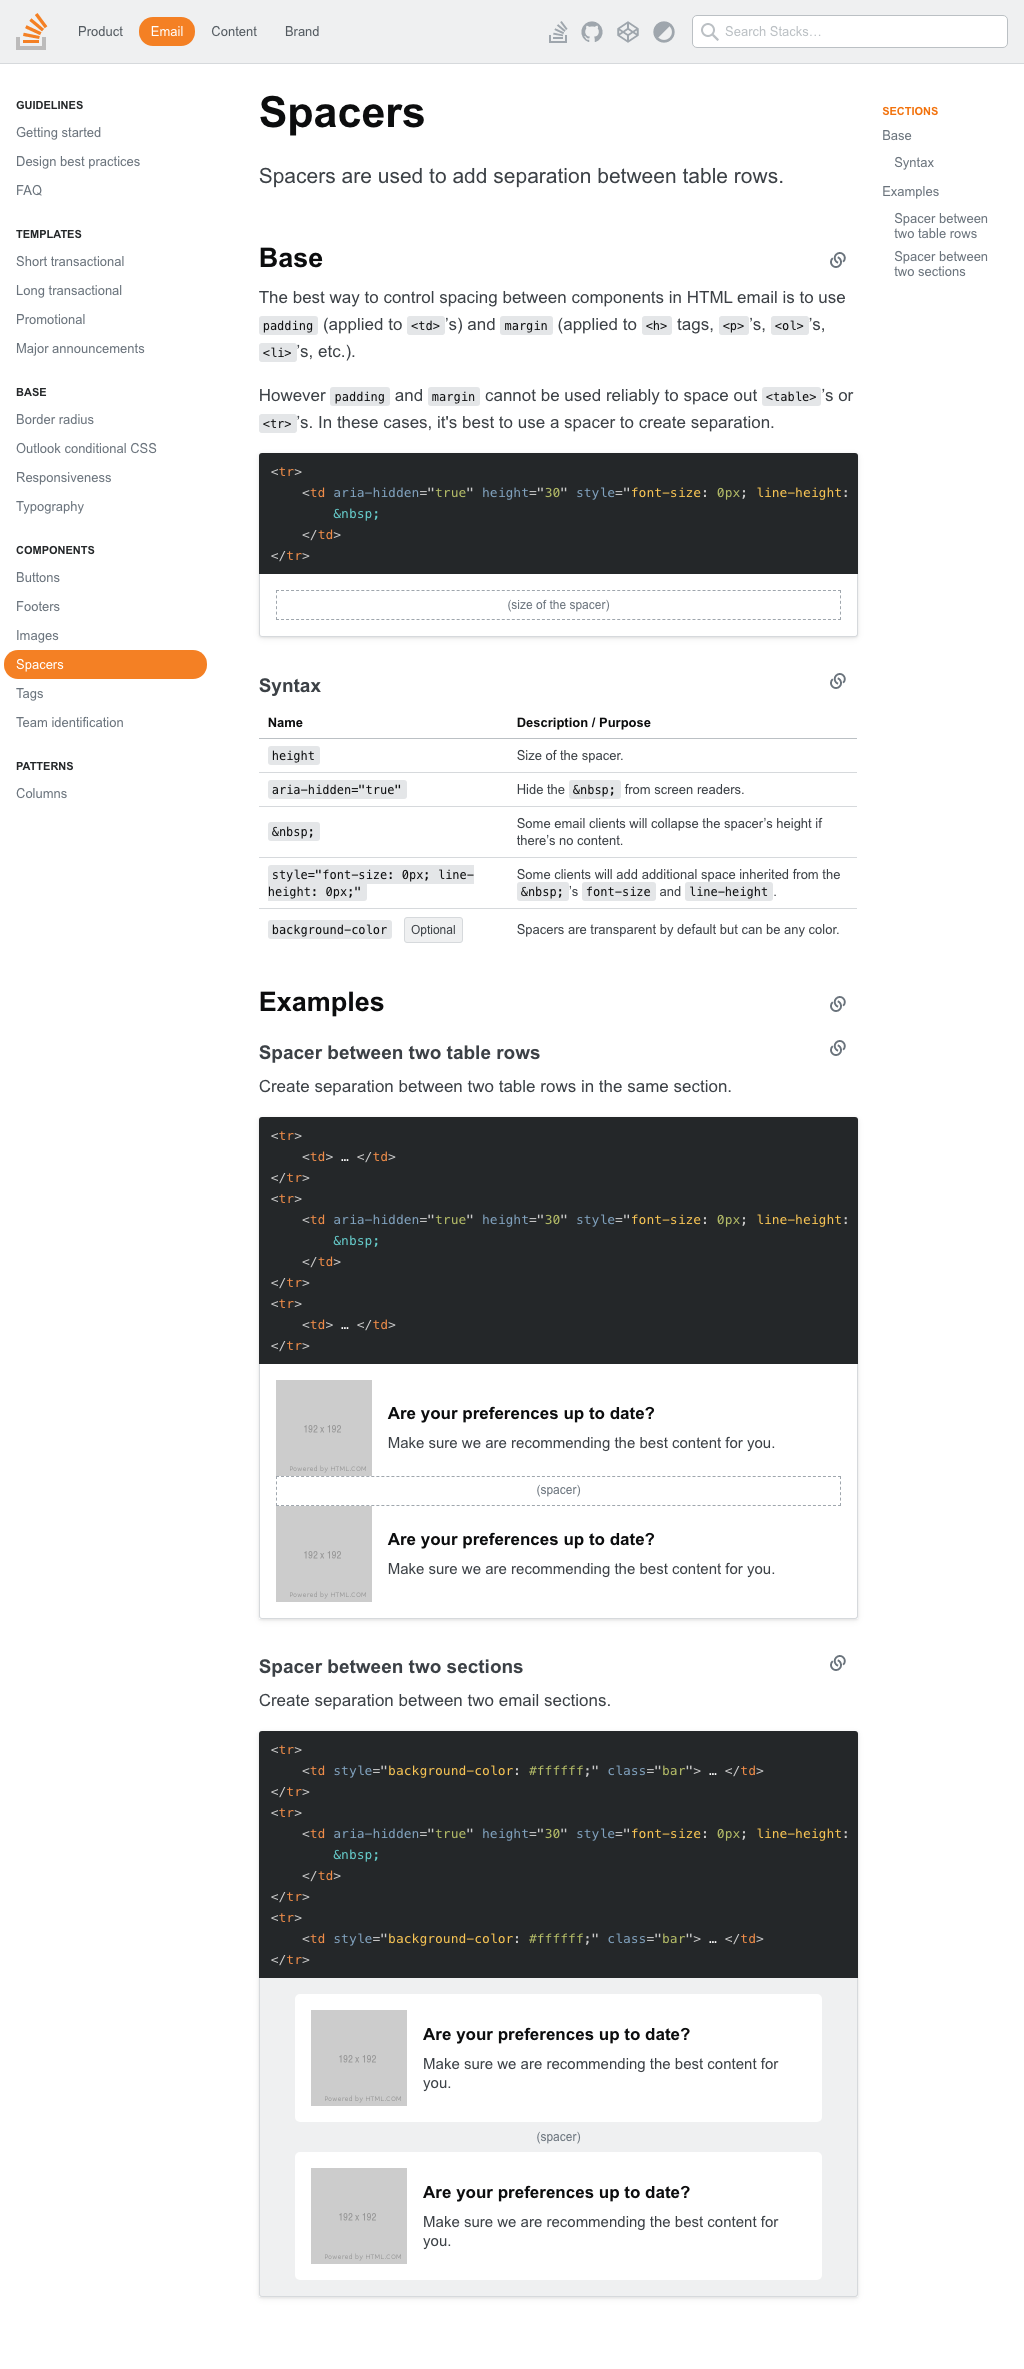 Product
Email
Content
Brand
Search Stacks...
GUIDELINES
Getting started
Design best practices
FAQ
TEMPLATES
Short transactional
Long transactional
Promotional
Major announcements
BASE
Border radius
Outlook conditional CSS
Responsiveness
Typography
COMPONENTS
Buttons
Footers
Images
Spacers
Tags
Team identification
PATTERNS
Columns
Spacers
Spacers are used to add separation between table rows.
Base
The best way to control spacing between components in HTML email is to use
padding (applied to <td>'s) and margin (applied to <h> tags, <p>'s, <ol>'s,
<li>'s, etc.).
However padding and margin cannot be used reliably to space out <table>'s or
<tr>'s. In these cases, it's best to use a spacer to create separation.
<tr>
<td aria-hidden="true" height="30" style="font-size: 0px; line-height:
&nbsp;
</td>
</tr>
(size of the spacer)
Syntax
Name Description / Purpose
height Size of the spacer.
aria-hidden="true" Hide the &nbsp; from screen readers.
&nbsp; Some email clients will collapse the spacer's height if
there's no content.
style="font-size: 0px; line- Some clients will add additional space inherited from the
height: 0px;" &nbsp;'s font-size and line-height.
background-color Optional Spacers are transparent by default but can be any color.
Examples
Spacer between two table rows
Create separation between two table rows in the same section.
<tr>
<td> … </td>
</tr>
<tr>
<td aria-hidden="true" height="30" style="font-size: 0px; line-height:
&nbsp;
</td>
</tr>
<tr>
<td> … </td>
</tr>
192 x 192
Powered by HTML.COM
Are your preferences up to date?
Make sure we are recommending the best content for you.
(spacer)
192 x 192
Powered by HTML.COM
Are your preferences up to date?
Make sure we are recommending the best content for you.
Spacer between two sections
Create separation between two email sections.
<tr>
<td style="background-color: #ffffff;" class="bar"> … </td>
</tr>
<tr>
<td aria-hidden="true" height="30" style="font-size: 0px; line-height:
&nbsp;
</td>
</tr>
<tr>
<td style="background-color: #ffffff;" class="bar"> … </td>
</tr>
192 x 192
Powered by HTML.COM
Are your preferences up to date?
Make sure we are recommending the best content for
you.
(spacer)
192 x 192
Powered by HTML.COM
Are your preferences up to date?
Make sure we are recommending the best content for
you.
SECTIONS
Base
Syntax
Examples
Spacer between
two table rows
Spacer between
two sections